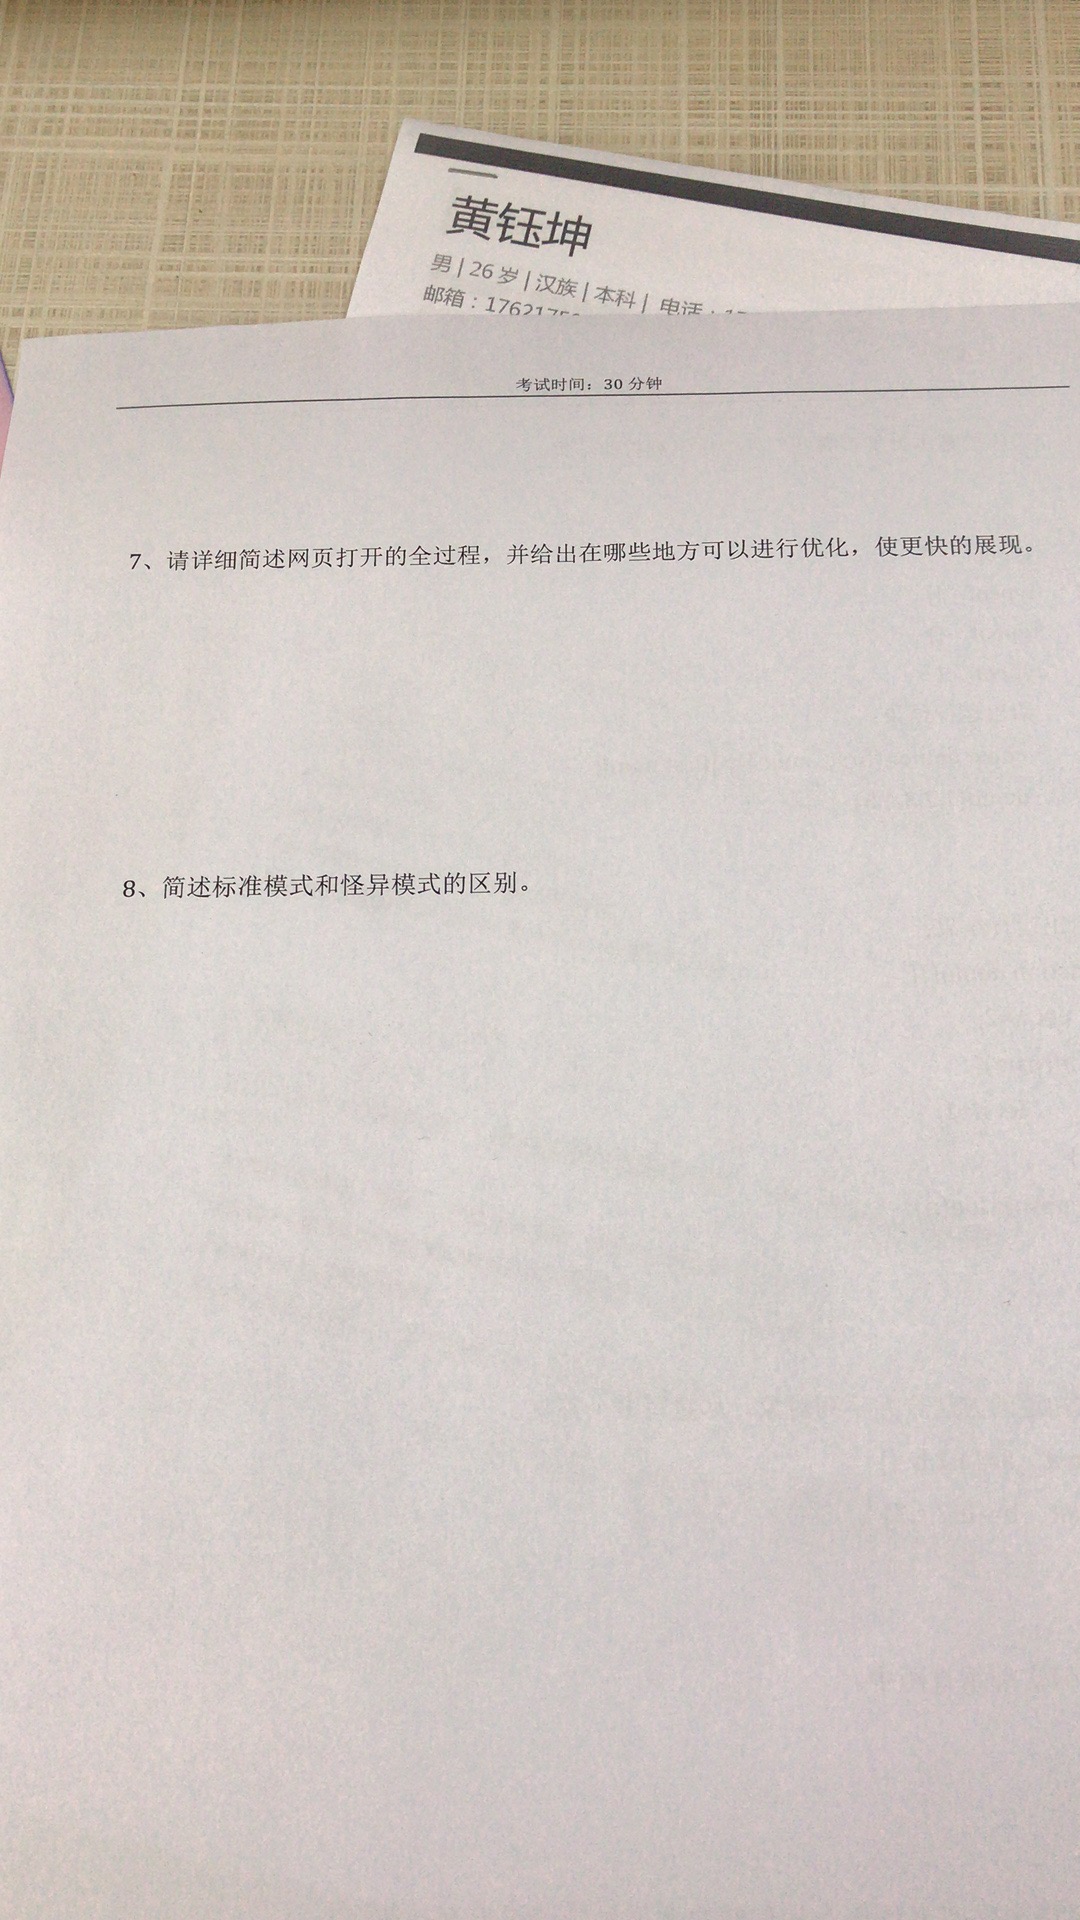 黄钰坤
男 | 26 岁 | 汉族 | 本科 | 电话：
邮箱：1762175
考试时间：30 分钟
7、请详细简述网页打开的全过程，并给出在哪些地方可以进行优化，使更快的展现。
8、简述标准模式和怪异模式的区别。